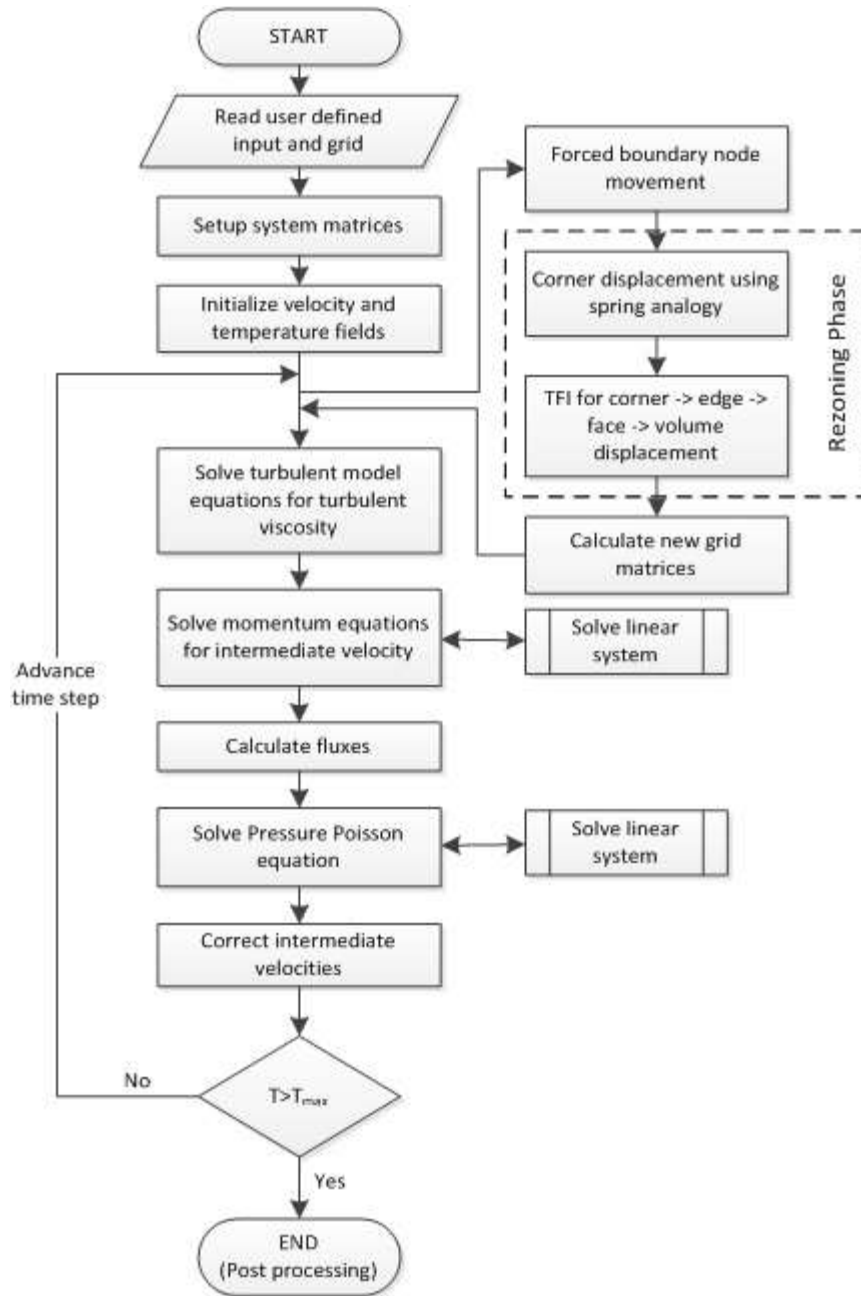 START
Read user defined
input and grid
Setup system matrices
Initialize velocity and
temperature fields
Forced boundary node
movement
Corner displacement using
spring analogy
TFI for corner -> edge ->
face -> volume
displacement
Rezoning Phase
Calculate new grid
matrices
Solve turbulent model
equations for turbulent
viscosity
Solve momentum equations
for intermediate velocity
Solve linear
system
Advance
time step
Calculate fluxes
Solve Pressure Poisson
equation
Solve linear
system
Correct intermediate
velocities
No
T>Tmax
Yes
END
(Post processing)